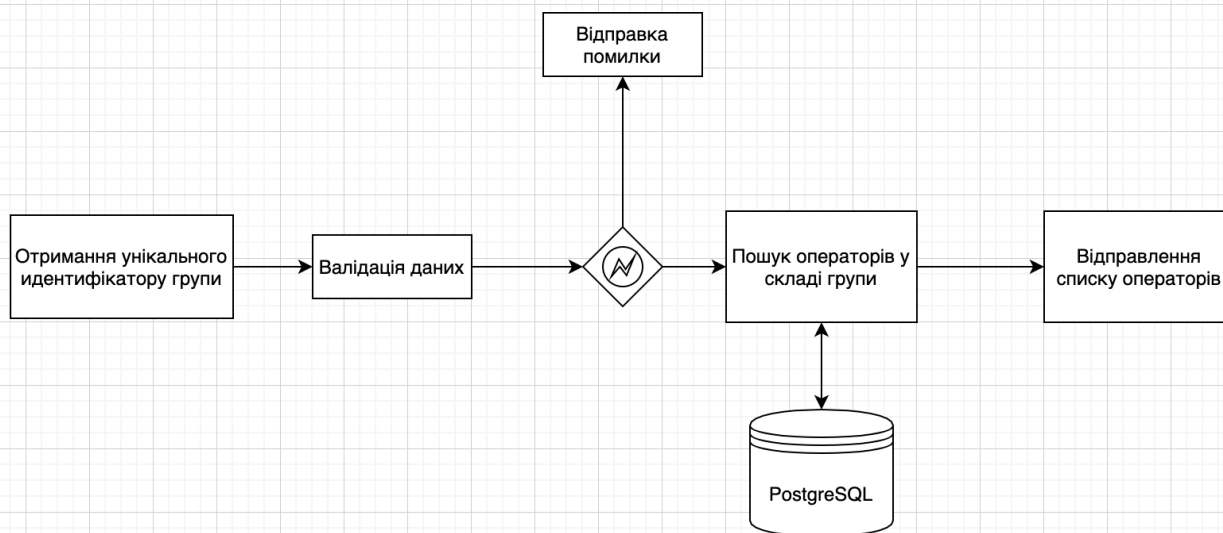 Відправка
помилки
Отримання унікального
идентифікатору групи
Валідація даних
Пошук операторів у
складі групи
Відправлення
списку операторів
PostgreSQL